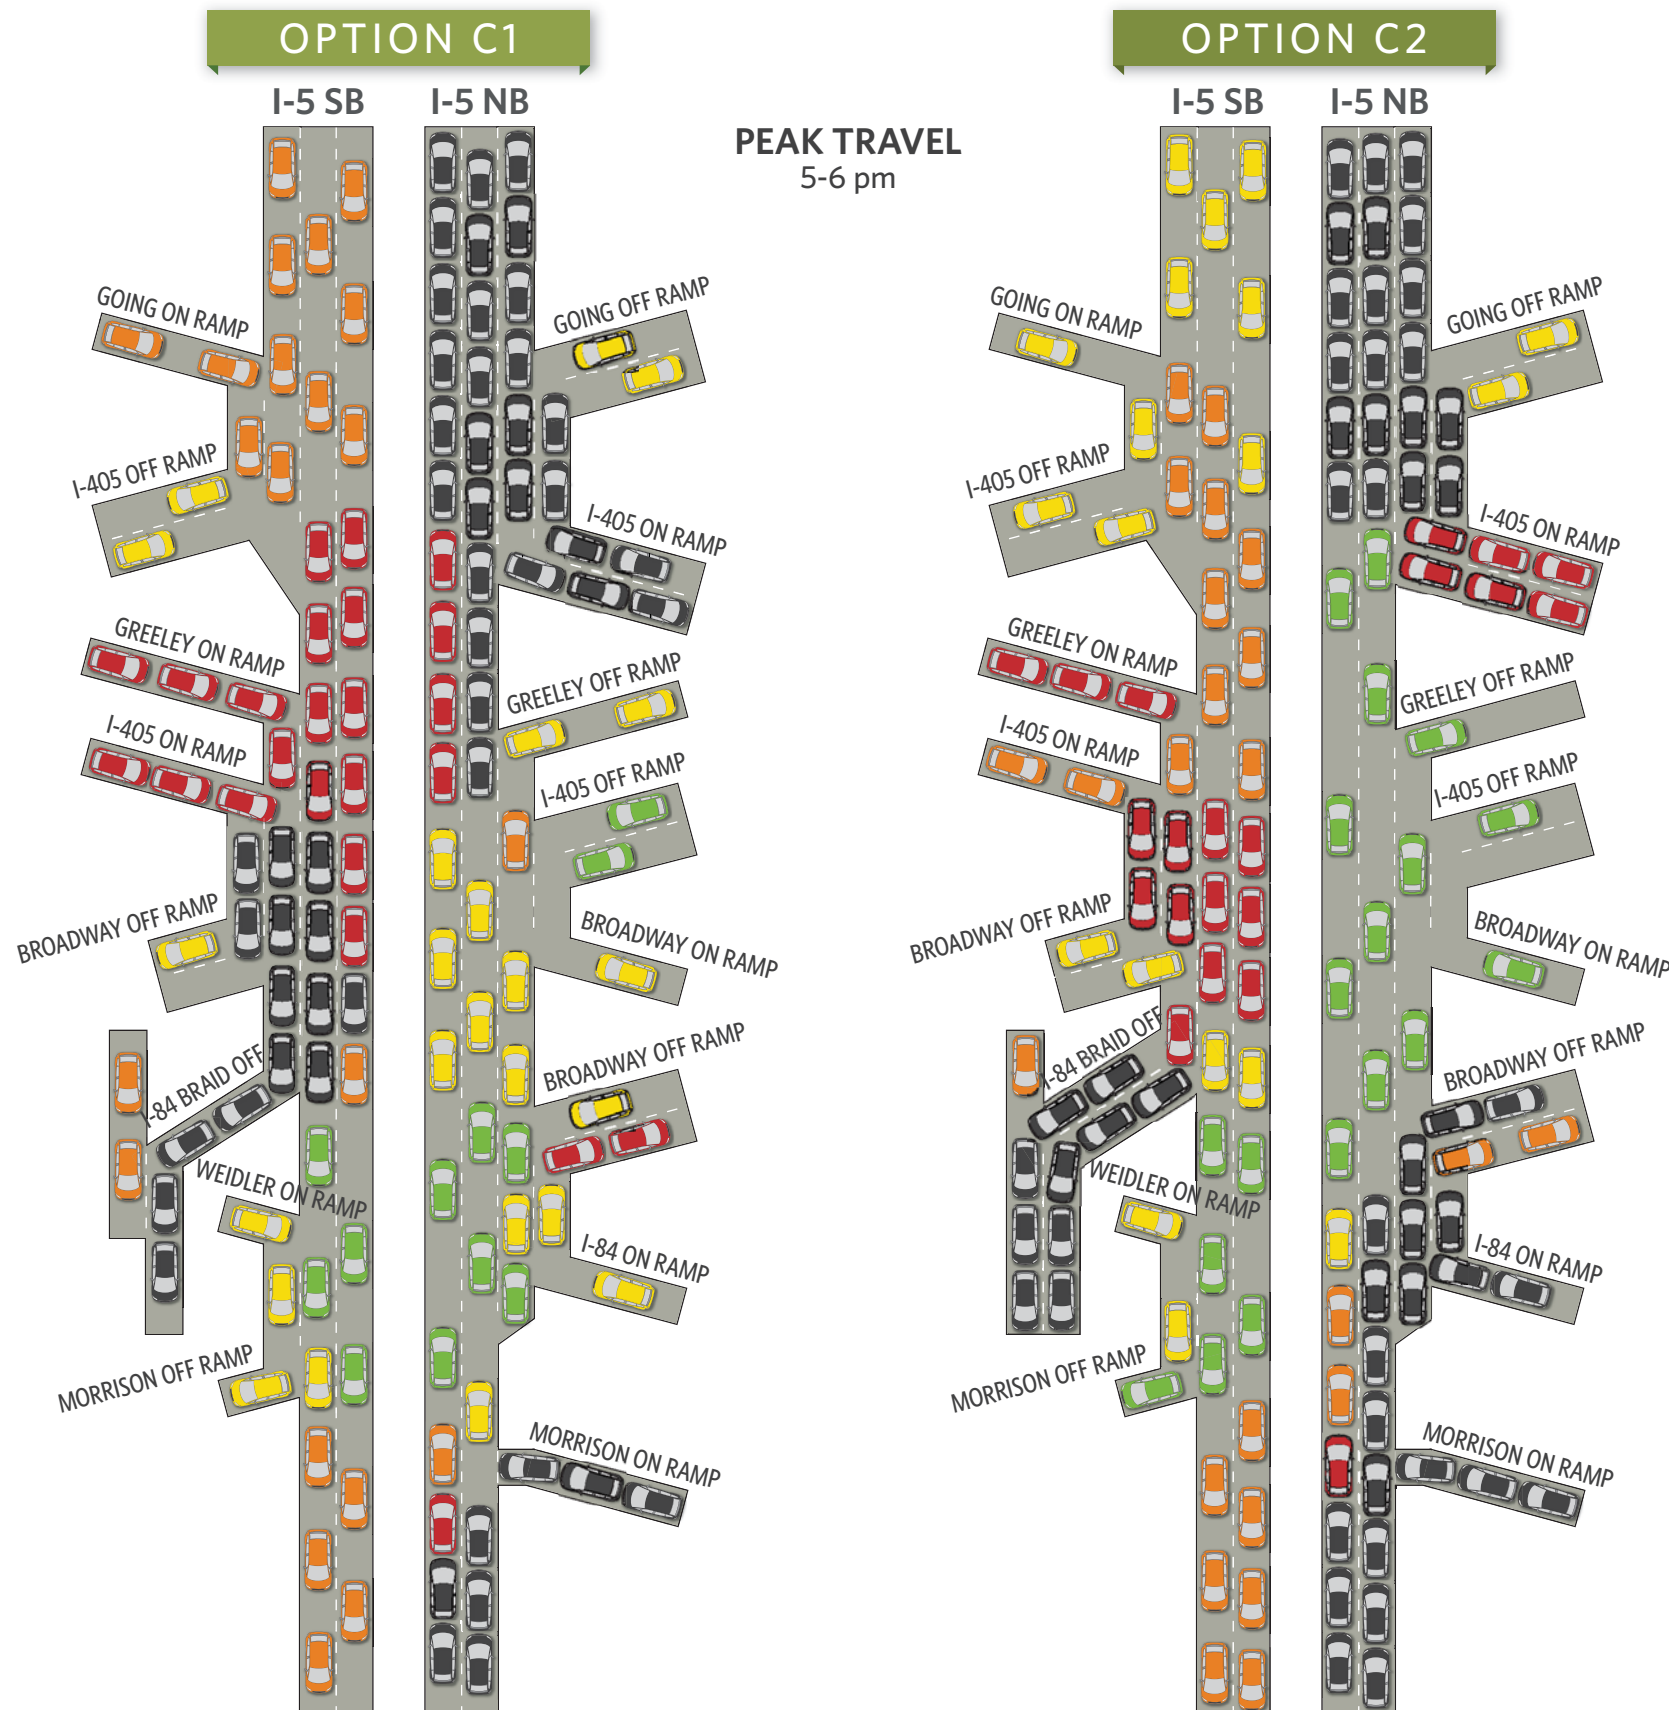 OPTION C1
I-5 SB
I-5 NB
PEAK TRAVEL
5-6 pm
GOING ON RAMP
GOING OFF RAMP
I-405 OFF RAMP
I-405 ON RAMP
GREELEY ON RAMP
GREELEY OFF RAMP
I-405 ON RAMP
I-405 OFF RAMP
BROADWAY OFF RAMP
BROADWAY ON RAMP
I-84 BRAID OFF
BROADWAY OFF RAMP
WEIDLER ON RAMP
I-84 ON RAMP
MORRISON OFF RAMP
MORRISON ON RAMP
OPTION C2
I-5 SB
I-5 NB
GOING ON RAMP
GOING OFF RAMP
I-405 OFF RAMP
I-405 ON RAMP
GREELEY ON RAMP
GREELEY OFF RAMP
I-405 ON RAMP
I-405 OFF RAMP
BROADWAY OFF RAMP
BROADWAY ON RAMP
I-84 BRAID OFF
BROADWAY OFF RAMP
WEIDLER ON RAMP
I-84 ON RAMP
MORRISON OFF RAMP
MORRISON ON RAMP